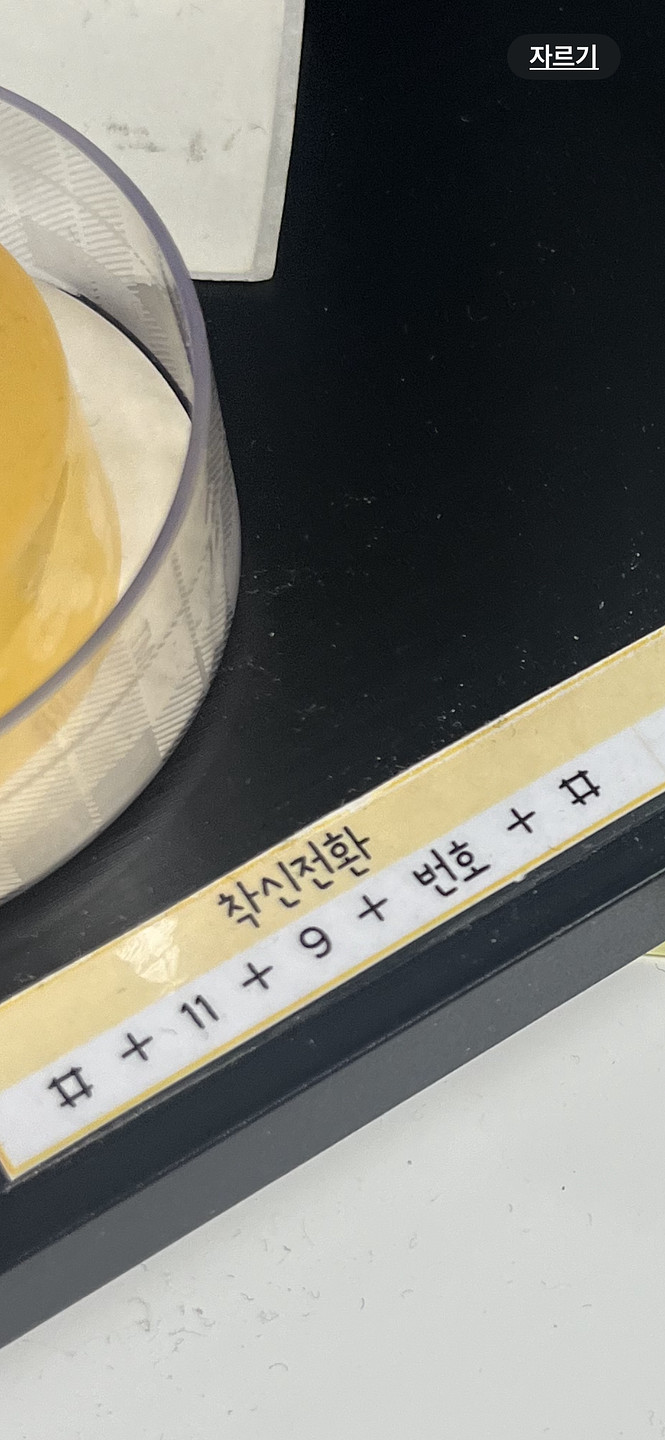 자르기
착신전환
# + 11 + 9 + 번호 + #